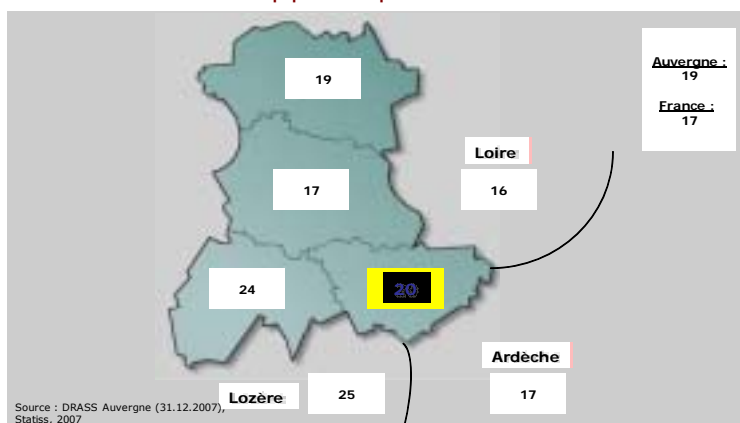 19
Auvergne :
19
France :
17
Loire
17
16
24
20
Ardèche
Lozère
25
17
Source : DRASS Auvergne (31.12.2007),
Statiss. 2007